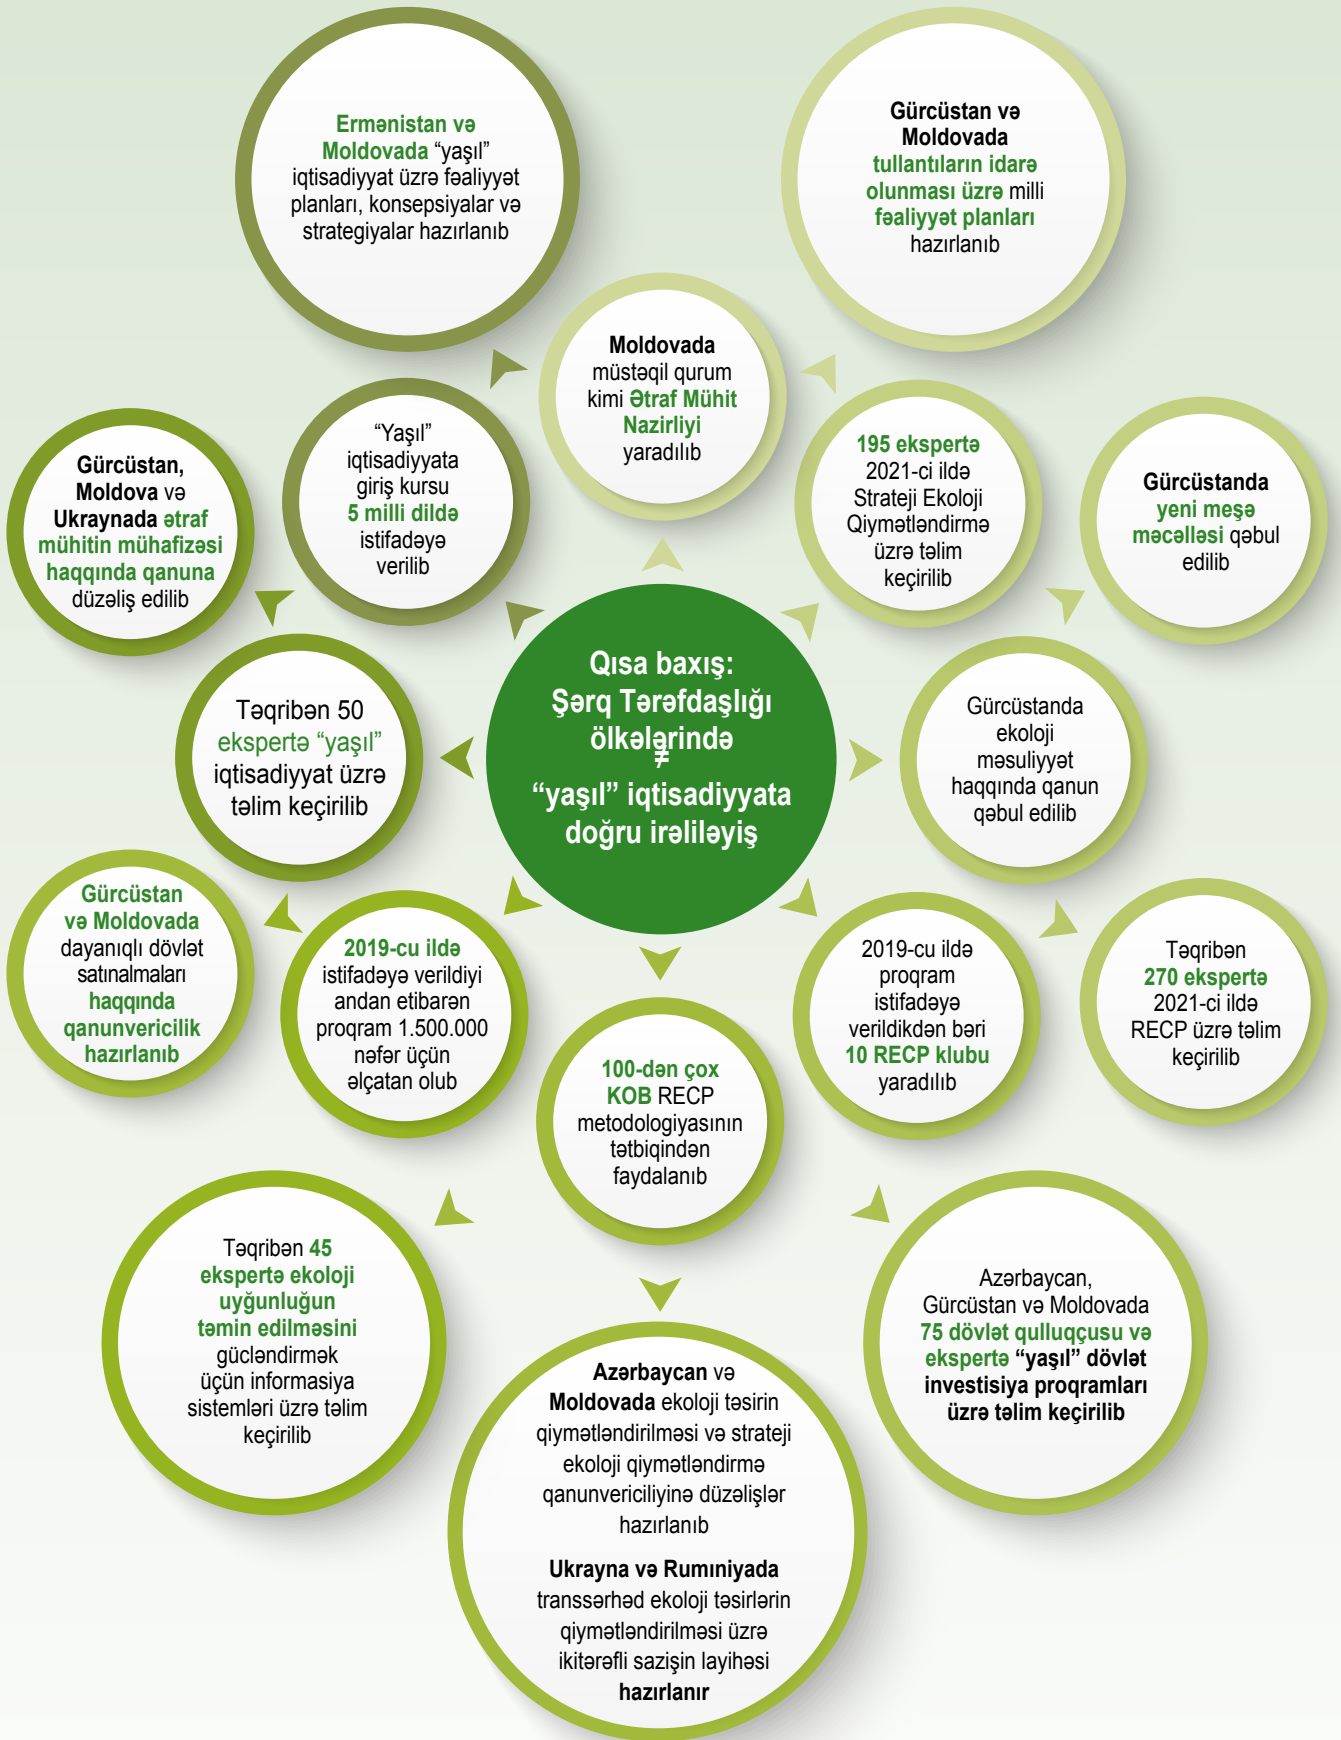 Ermənistan və
Moldovada “yaşıl”
iqtisadiyyat üzrə fəaliyyət
planları, konsepsiyalar və
strategiyalar hazırlanıb
Gürcüstan və
Moldovada
tullantıların idarə
olunması üzrə milli
fəaliyyət planları
hazırlanıb
Moldovada
müstəqil qurum
kimi Ətraf Mühit
Nazirliyi
yaradılıb
“Yaşıl”
iqtisadiyyata
giriş kursu
5 milli dildə
istifadəyə
verilib
195 ekspertə
2021-ci ildə
Strateji Ekoloji
Qiymətləndirmə
üzrə təlim
keçirilib
Gürcüstan,
Moldova və
Ukraynada ətraf
mühitin mühafizəsi
haqqında qanuna
düzəliş edilib
Gürcüstanda
yeni meşə
məcəlləsi qəbul
edilib
Qısa baxış:
Şərq Tərəfdaşlığı
ölkələrində
≠
“yaşıl” iqtisadiyyata
doğru irəliləyiş
Təqribən 50
ekspertə “yaşıl”
iqtisadiyyat üzrə
təlim keçirilib
Gürcüstanda
ekoloji
məsuliyyət
haqqında qanun
qəbul edilib
Gürcüstan
və Moldovada
dayanıqlı dövlət
satınalmaları
haqqında
qanunvericilik
hazırlanıb
2019-cu ildə
istifadəyə verildiyi
andan etibarən
proqram 1.500.000
nəfər üçün
əlçatan olub
100-dən çox
KOB RECP
metodologiyasının
tətbiqindən
faydalanıb
2019-cu ildə
proqram
istifadəyə
verildikdən bəri
10 RECP klubu
yaradılıb
Təqribən
270 ekspertə
2021-ci ildə
RECP üzrə təlim
keçirilib
Təqribən 45
ekspertə ekoloji
uyğunluğun
təmin edilməsini
gücləndirmək
üçün informasiya
sistemləri üzrə təlim
keçirilib
Azərbaycan və
Moldovada ekoloji təsirin
qiymətləndirilməsi və strateji
ekoloji qiymətləndirmə
qanunvericiliyinə düzəlişlər
hazırlanıb
Ukrayna və Rumıniyada
transsərhəd ekoloji təsirlərin
qiymətləndirilməsi üzrə
ikitərəfli sazişin layihəsi
hazırlanır
Azərbaycan,
Gürcüstan və Moldovada
75 dövlət qulluqçusu və
ekspertə “yaşıl” dövlət
investisiya proqramları
üzrə təlim keçirilib